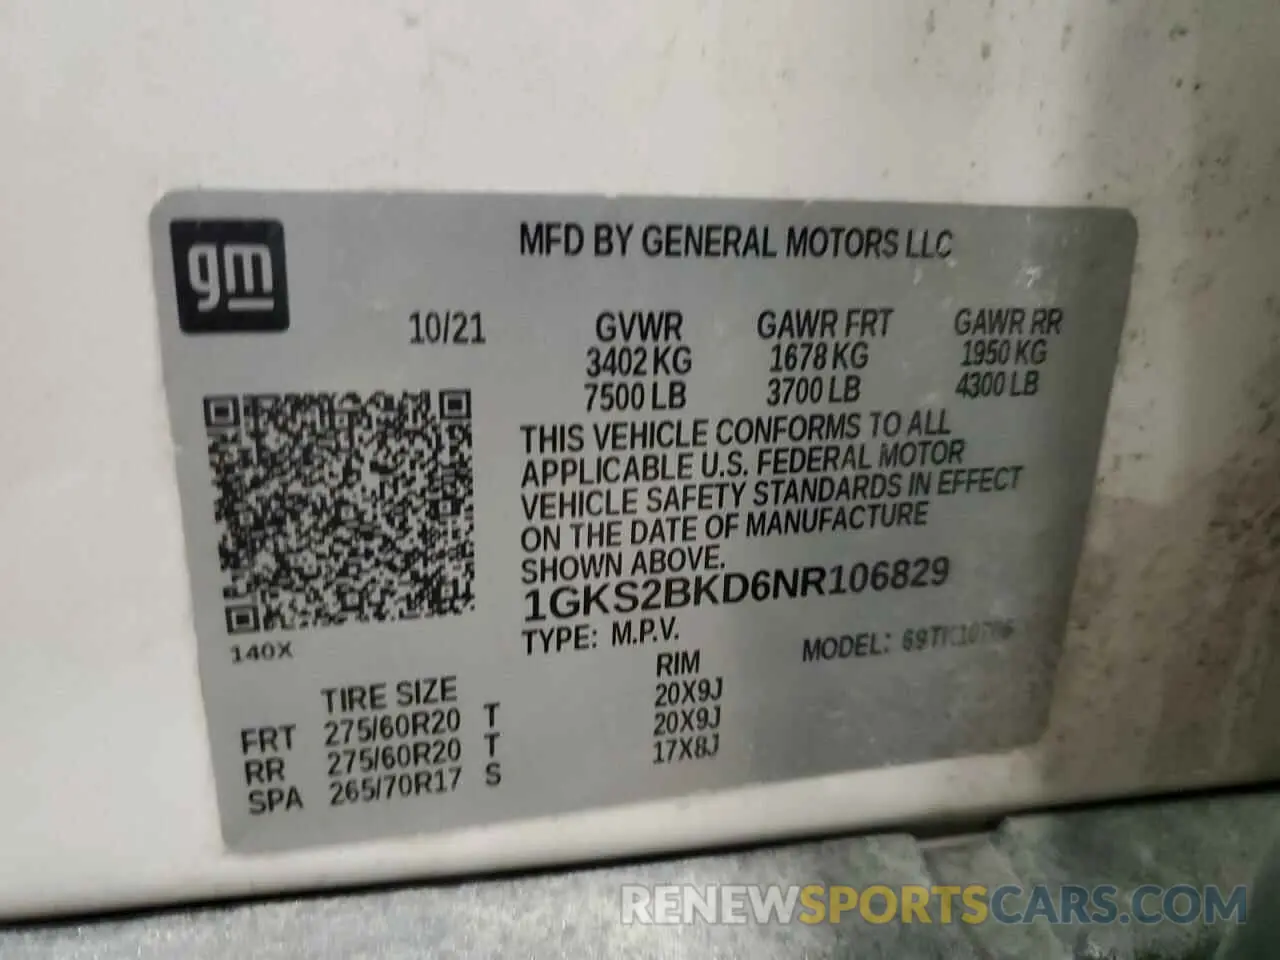 gm
MFD BY GENERAL MOTORS LLC
10/21 GVWR GAWR FRT GAWR RR
3402 KG 1678 KG 1950 KG
7500 LB 3700 LB 4300 LB
THIS VEHICLE CONFORMS TO ALL
APPLICABLE U.S. FEDERAL MOTOR
VEHICLE SAFETY STANDARDS IN EFFECT
ON THE DATE OF MANUFACTURE
SHOWN ABOVE.
1GKS2BKD6NR106829
140X
TYPE: M.P.V. MODEL:
TIRE SIZE RIM
FRT 275/60R20 T 20X9J
RR 275/60R20 T 20X9J
SPA 265/70R17 S 17X8J
RENEWSPORTSCARS.COM